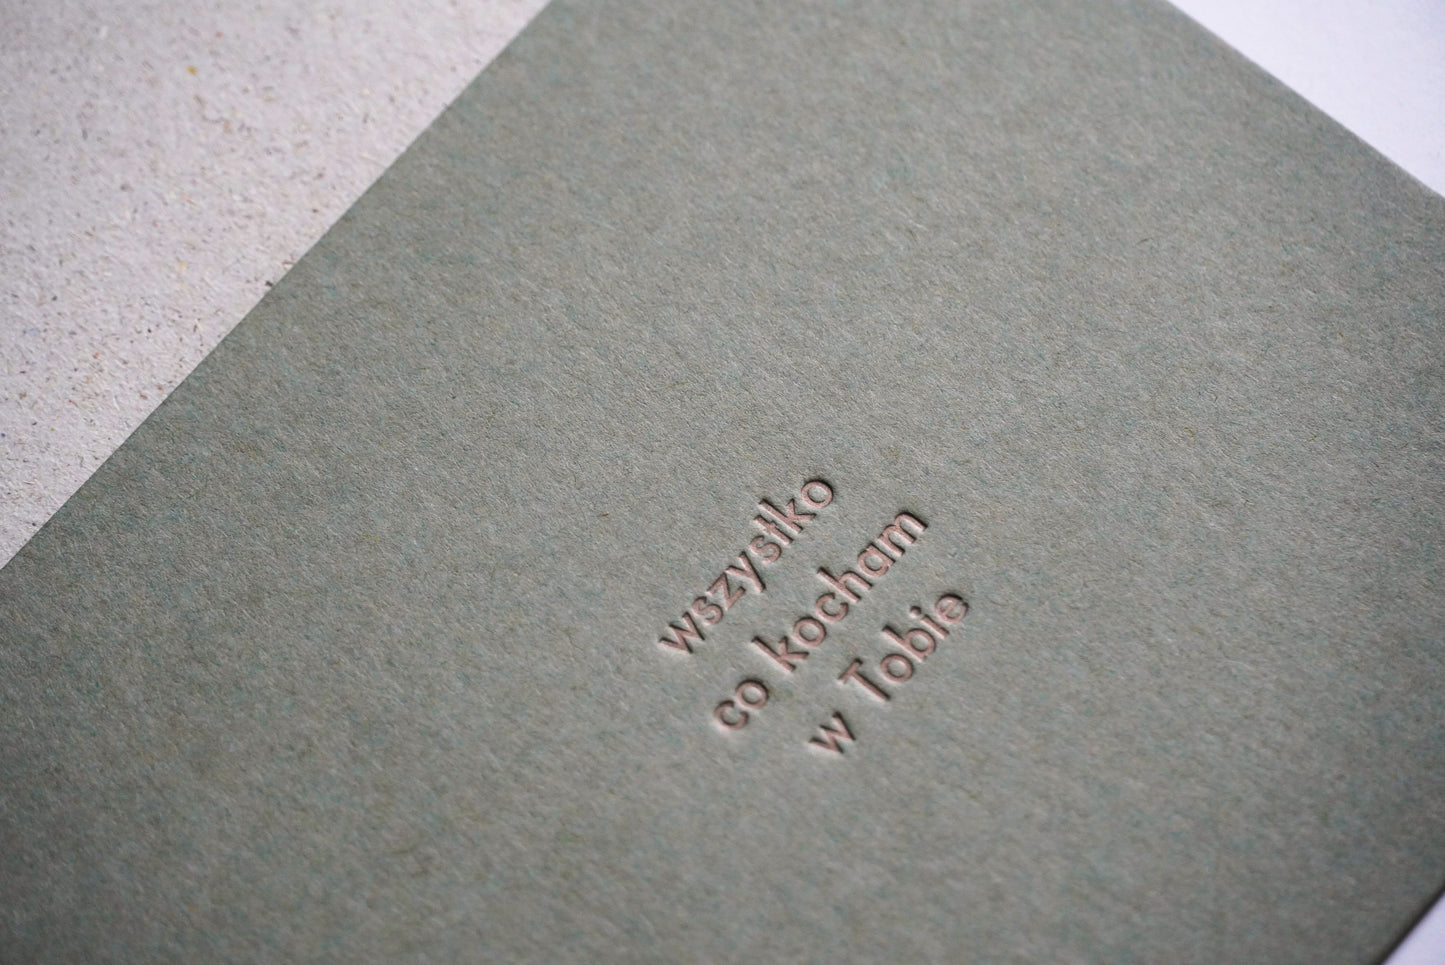 wszystko
co kocham
w Tobie